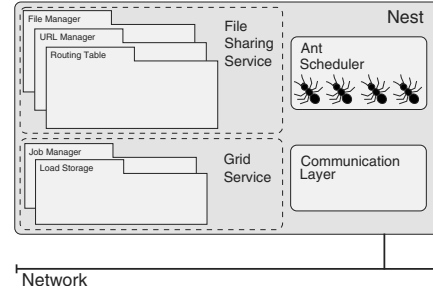 File Manager
URL Manager
Routing Table
File
Sharing
Service
Nest
Ant
Scheduler
Job Manager
Load Storage
Grid
Service
Communication
Layer
Network